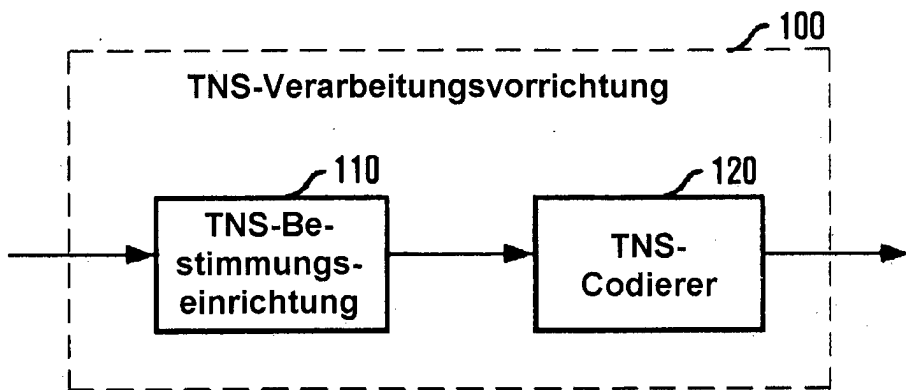 100
TNS-Verarbeitungsvorrichtung
110
TNS-Be-
stimmungs-
einrichtung
120
TNS-
Codierer